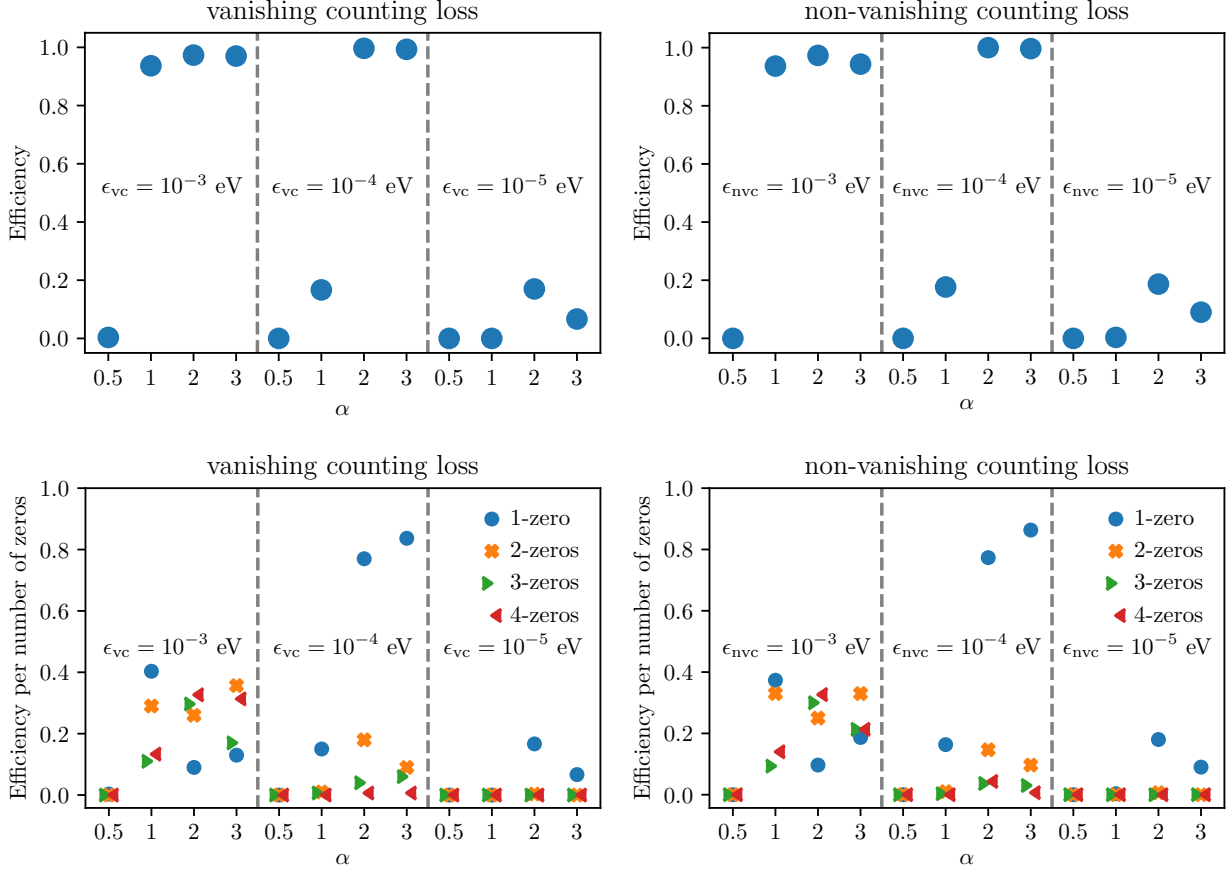 vanishing counting loss
Efficiency
1.0
0.8
0.6
0.4
0.2
0.0
ϵvc = 10⁻³ eV
ϵvc = 10⁻⁴ eV
ϵvc = 10⁻⁵ eV
0.5 1 2 3 0.5 1 2 3 0.5 1 2 3
α
non-vanishing counting loss
Efficiency
1.0
0.8
0.6
0.4
0.2
0.0
ϵnvc = 10⁻³ eV
ϵnvc = 10⁻⁴ eV
ϵnvc = 10⁻⁵ eV
0.5 1 2 3 0.5 1 2 3 0.5 1 2 3
α
vanishing counting loss
Efficiency per number of zeros
1.0
0.8
0.6
0.4
0.2
0.0
1-zero
2-zeros
3-zeros
4-zeros
ϵvc = 10⁻³ eV
ϵvc = 10⁻⁴ eV
ϵvc = 10⁻⁵ eV
0.5 1 2 3 0.5 1 2 3 0.5 1 2 3
α
non-vanishing counting loss
Efficiency per number of zeros
1.0
0.8
0.6
0.4
0.2
0.0
1-zero
2-zeros
3-zeros
4-zeros
ϵnvc = 10⁻³ eV
ϵnvc = 10⁻⁴ eV
ϵnvc = 10⁻⁵ eV
0.5 1 2 3 0.5 1 2 3 0.5 1 2 3
α